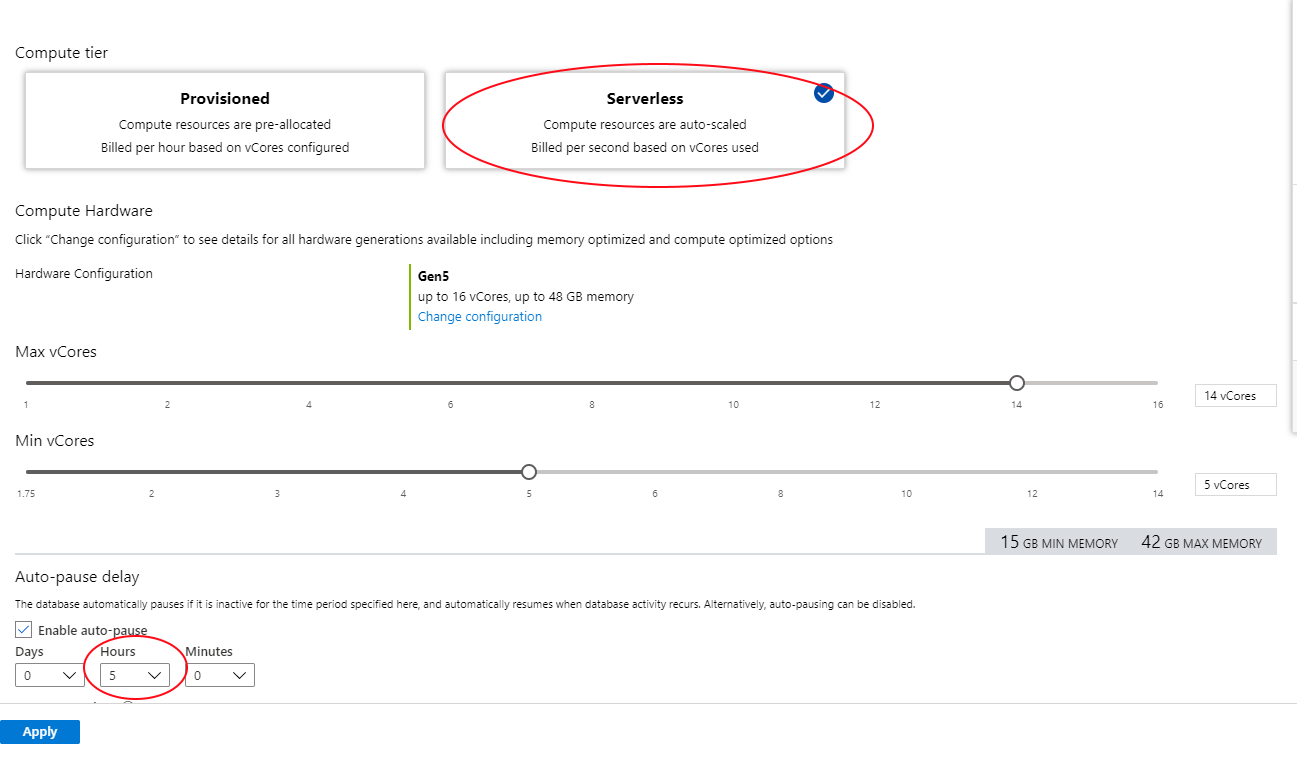 Compute tier
Provisioned
Compute resources are pre-allocated
Billed per hour based on vCores configured
Serverless
Compute resources are auto-scaled
Billed per second based on vCores used
Compute Hardware
Click "Change configuration" to see details for all hardware generations available including memory optimized and compute optimized options
Hardware Configuration
Gen5
up to 16 vCores, up to 48 GB memory
Change configuration
Max vCores
1 2 4 6 8 10 12 14 16
14 vCores
Min vCores
1.75 2 3 4 5 6 8 10 12 14
5 vCores
15 GB MIN MEMORY 42 GB MAX MEMORY
Auto-pause delay
The database automatically pauses if it is inactive for the time period specified here, and automatically resumes when database activity recurs. Alternatively, auto-pausing can be disabled.
Enable auto-pause
Days Hours Minutes
0 5 0
Apply